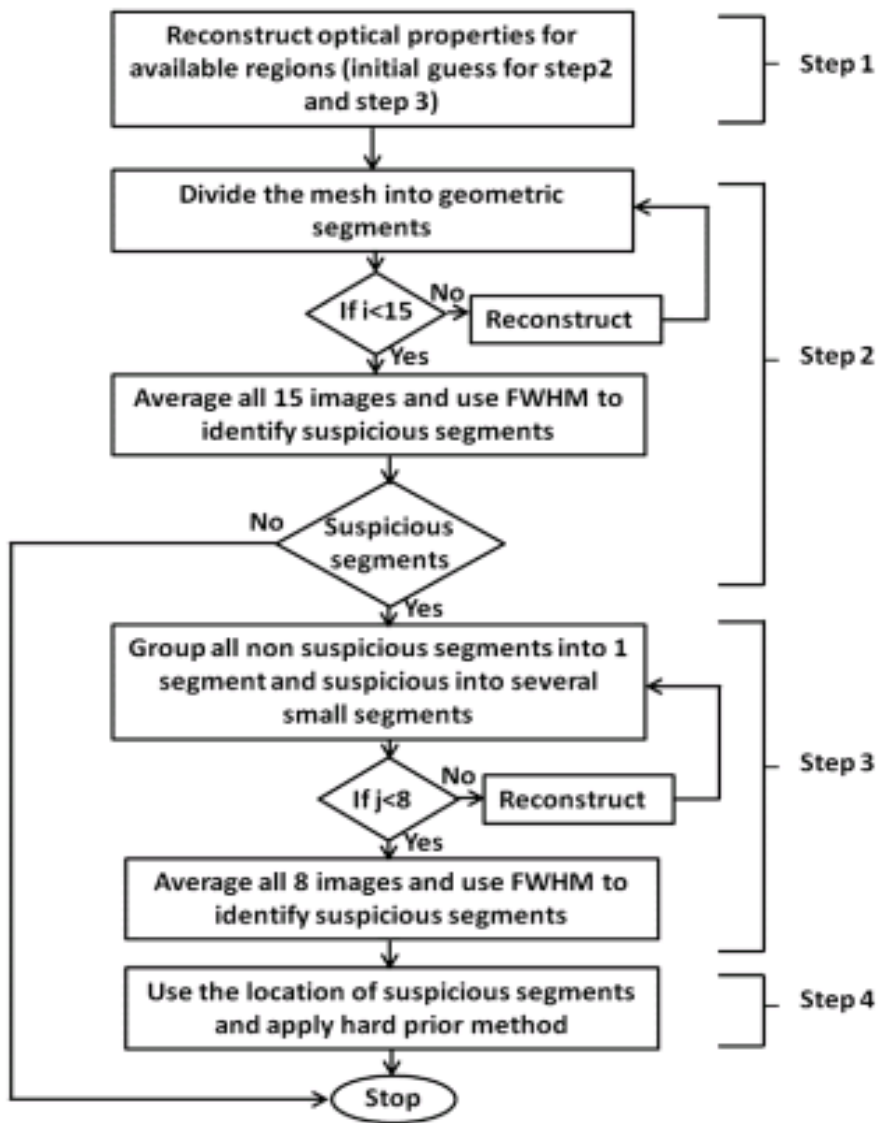 Reconstruct optical properties for
available regions (initial guess for step2
and step 3)
Step 1
Divide the mesh into geometric
segments
If i<15
No
Reconstruct
Yes
Step 2
Average all 15 images and use FWHM to
identify suspicious segments
No
Suspicious
segments
Yes
Group all non suspicious segments into 1
segment and suspicious into several
small segments
Step 3
If j<8
No
Reconstruct
Yes
Average all 8 images and use FWHM to
identify suspicious segments
Use the location of suspicious segments
and apply hard prior method
Step 4
Stop